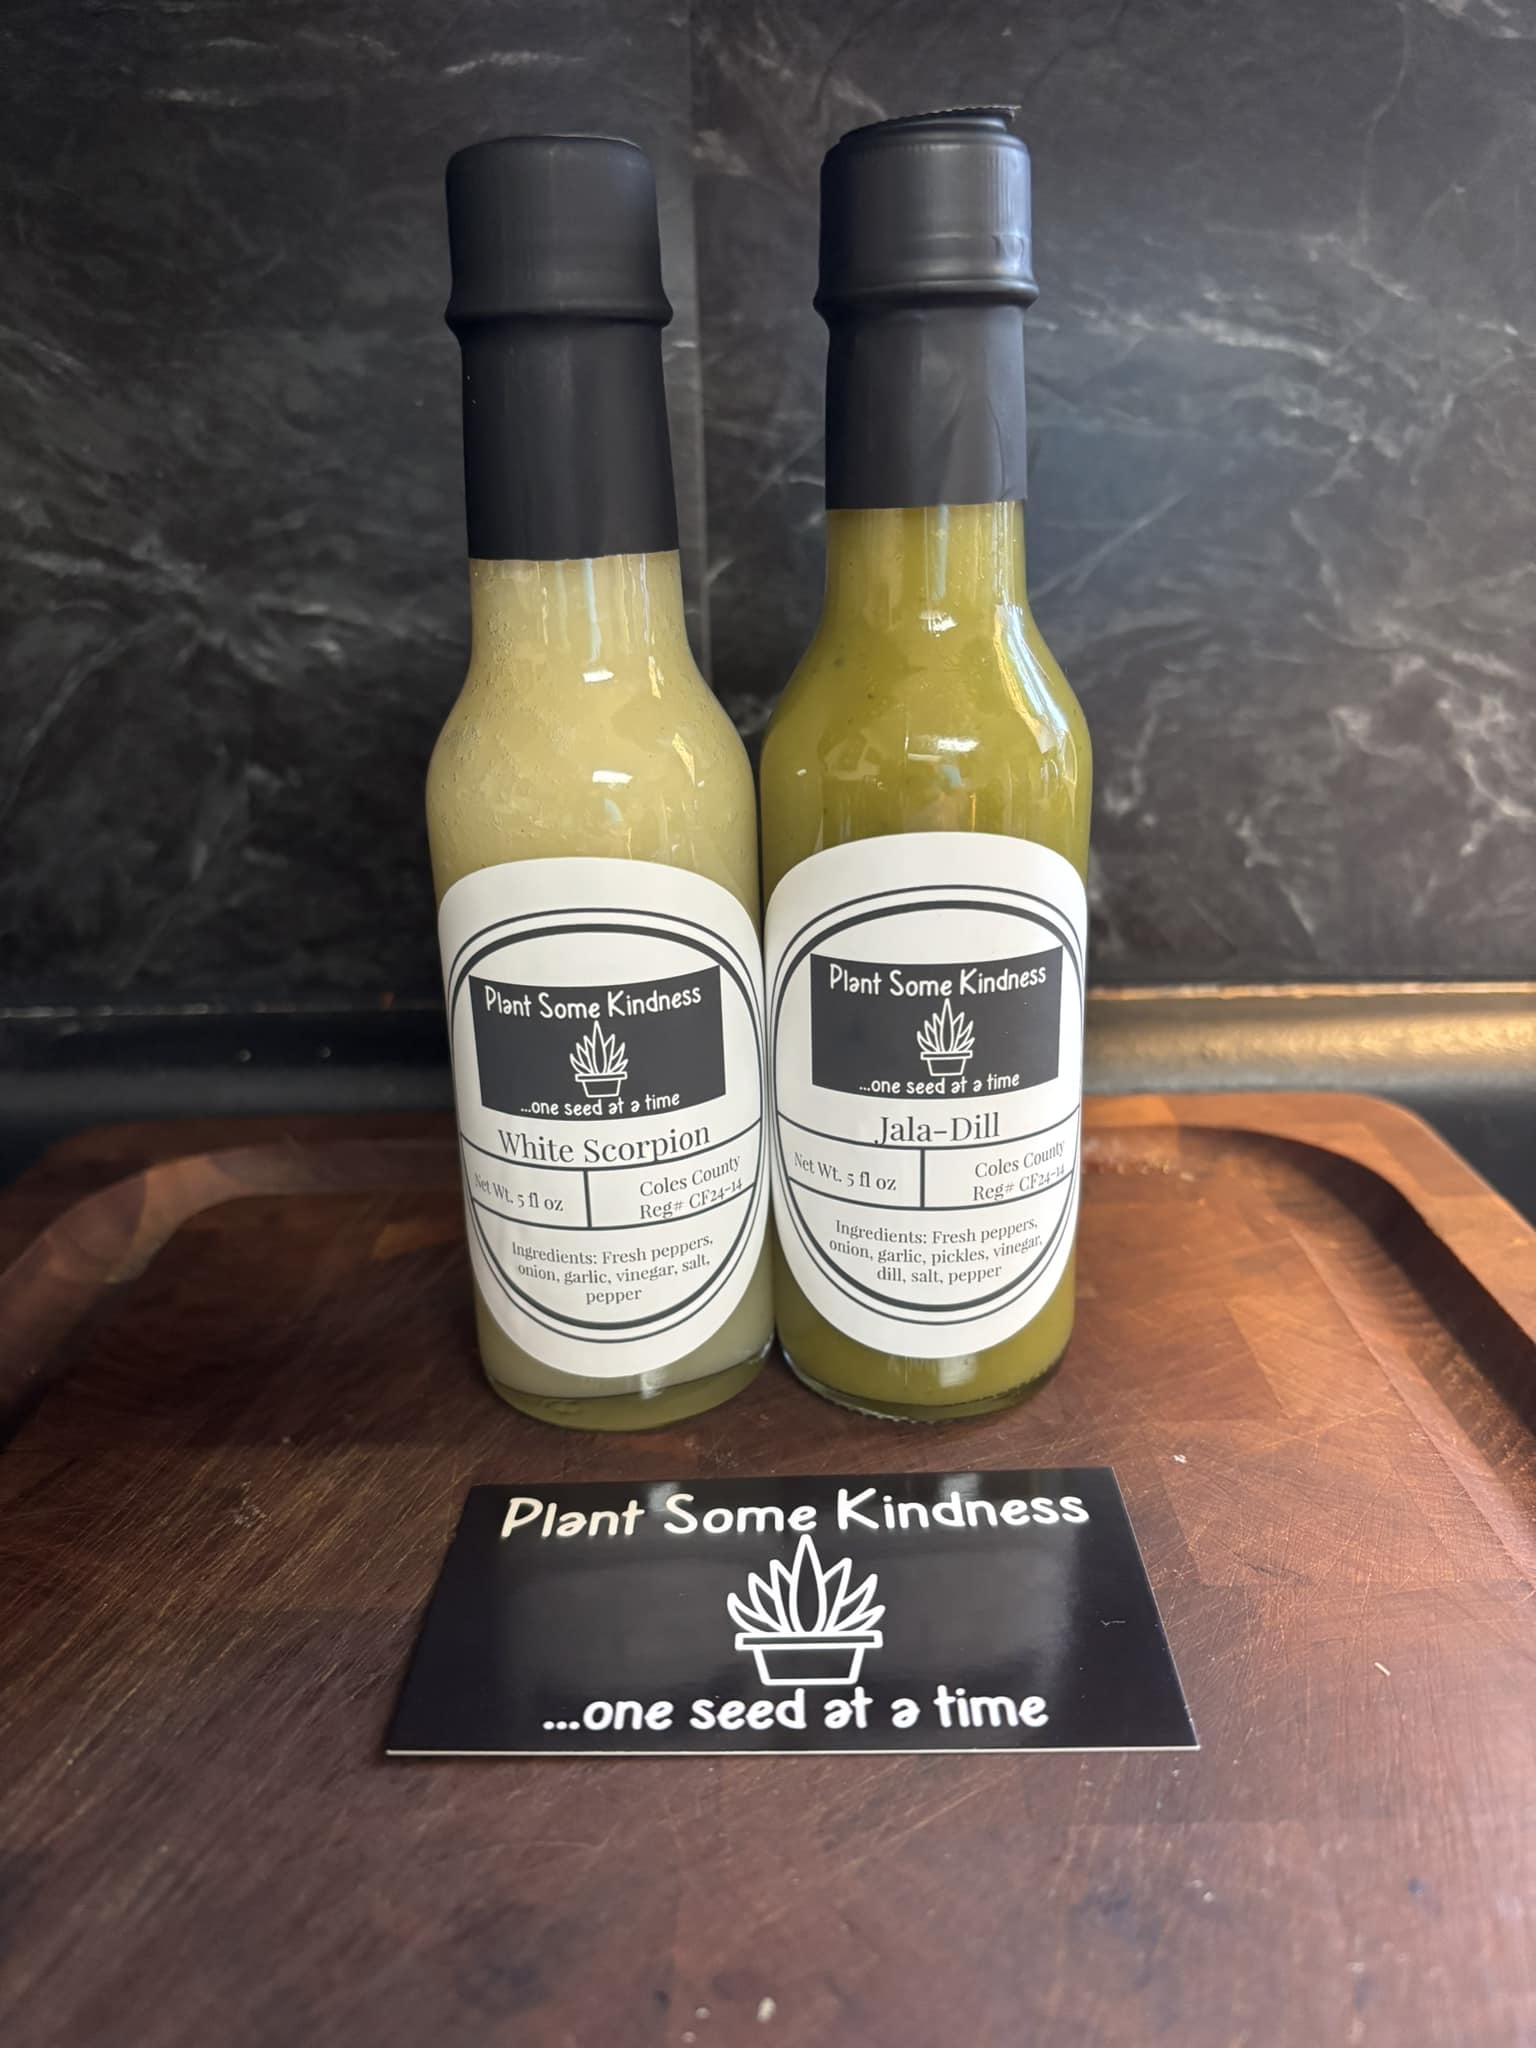 Plant Some Kindness
...one seed at a time
White Scorpion
Net Wt. 5 fl oz
Coles County
Reg# CF24-14
Ingredients: Fresh peppers,
onion, garlic, vinegar, salt,
pepper
Plant Some Kindness
...one seed at a time
Jala-Dill
Net Wt. 5 fl oz
Coles County
Reg# CF24-14
Ingredients: Fresh peppers,
onion, garlic, pickles, vinegar,
dill, salt, pepper
Plant Some Kindness
...one seed at a time